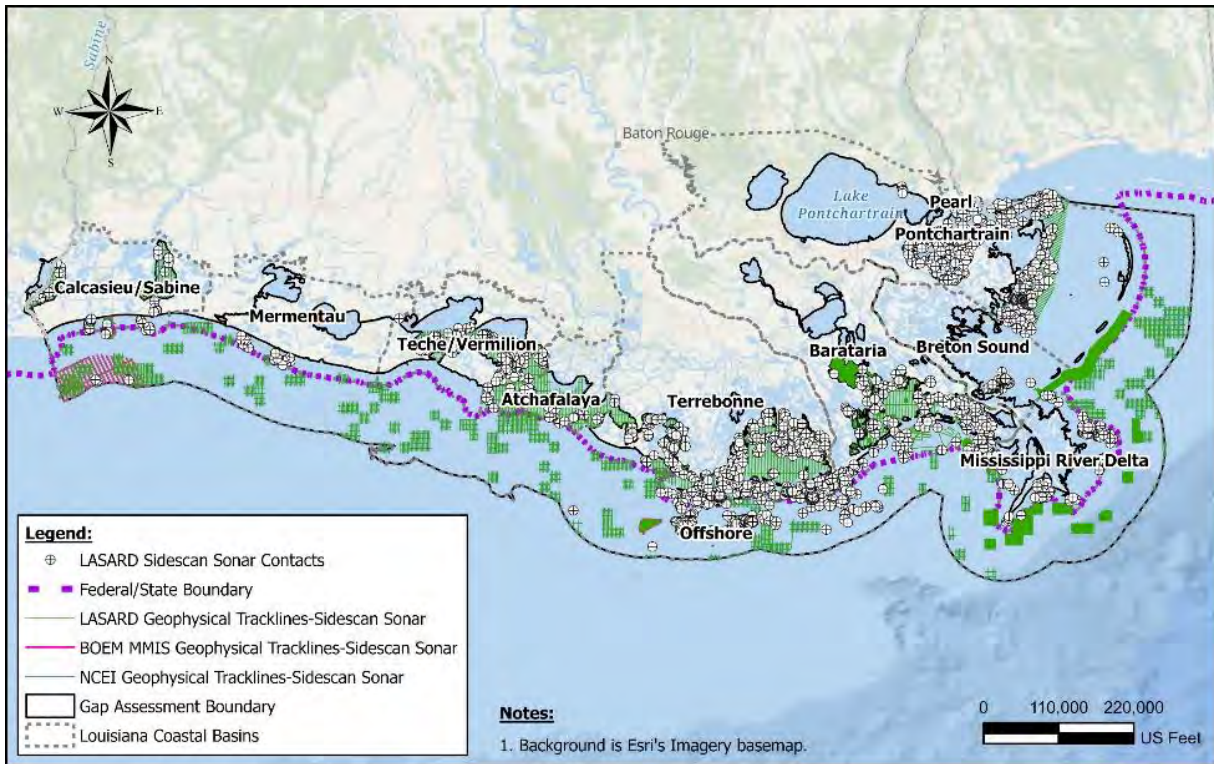 Sabine
N
W
E
S
Baton Rouge
Lake
Pontchartrain
Pearl
Pontchartrain
Calcasieu/Sabine
Mermentau
Teche/Vermilion
Barataria
Breton Sound
Atchafalaya
Terrebonne
Mississippi River Delta
Offshore
Legend:
LASARD Sidescan Sonar Contacts
Federal/State Boundary
LASARD Geophysical Tracklines-Sidescan Sonar
BOEM MMIS Geophysical Tracklines-Sidescan Sonar
NCEI Geophysical Tracklines-Sidescan Sonar
Gap Assessment Boundary
Louisiana Coastal Basins
Notes:
1. Background is Esri's Imagery basemap.
0 110,000 220,000
US Feet